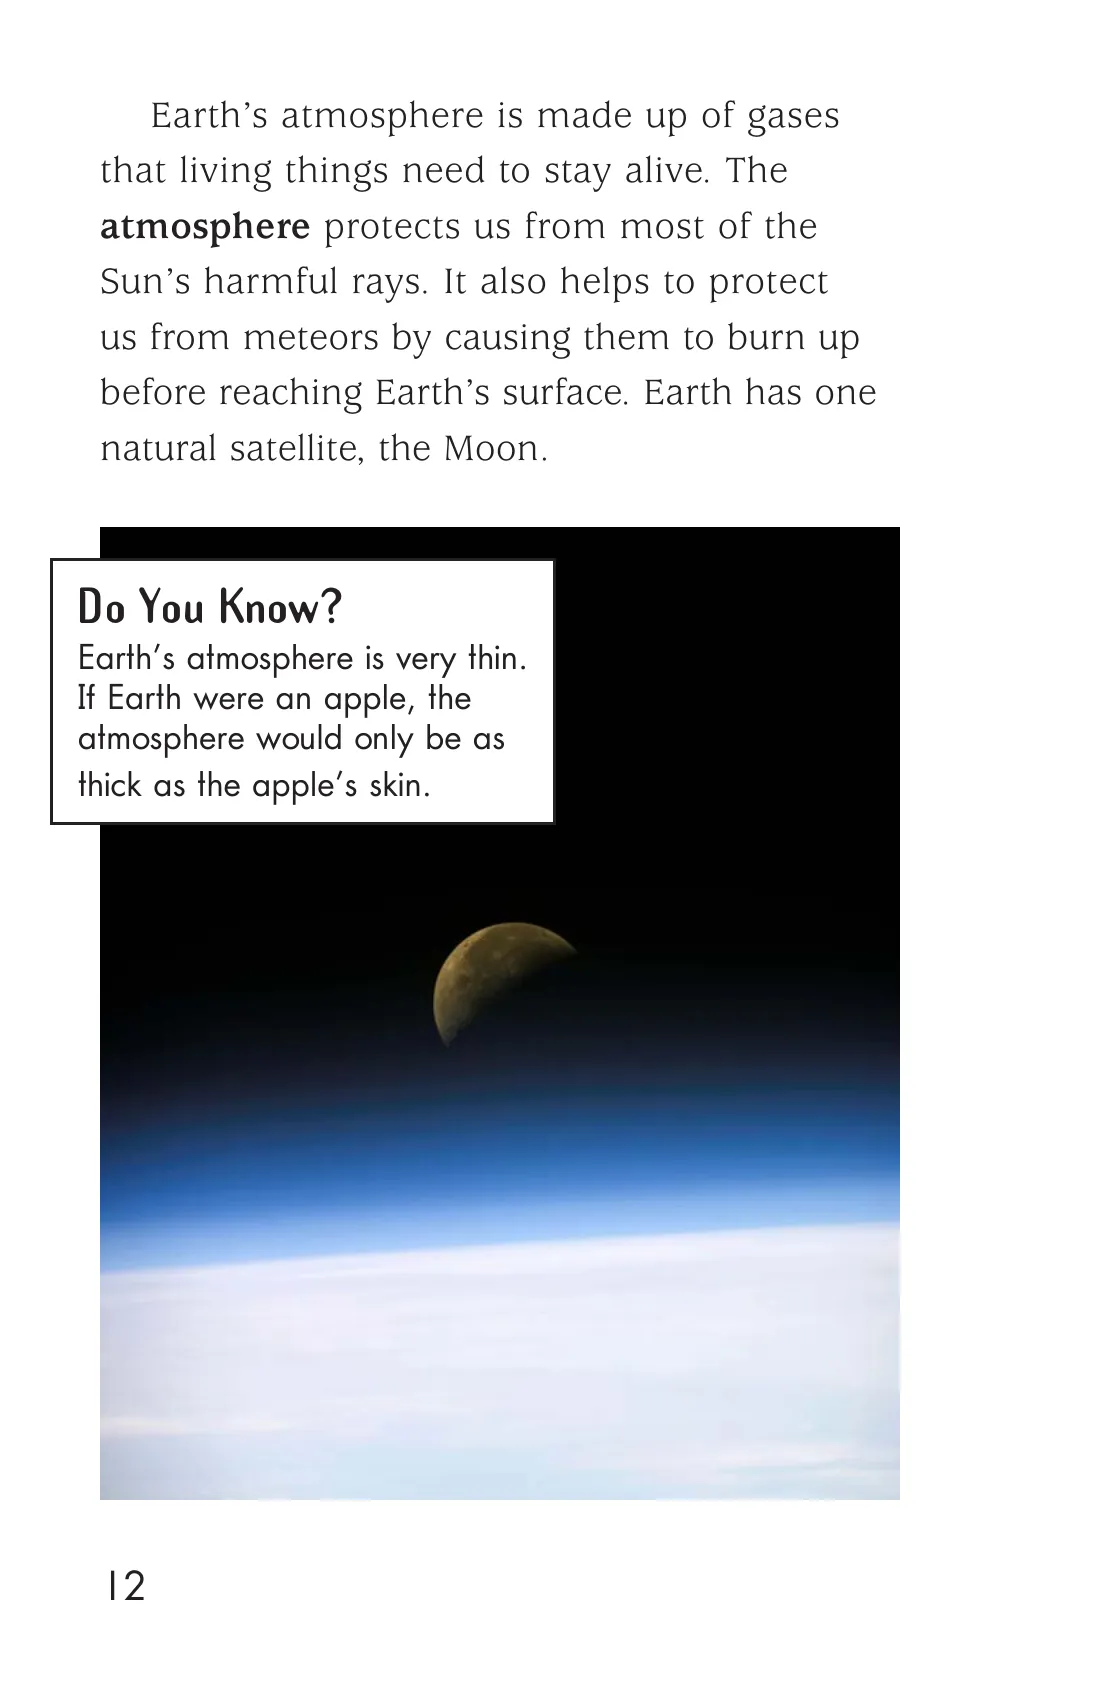 Earth’s atmosphere is made up of gases
that living things need to stay alive. The
atmosphere protects us from most of the
Sun’s harmful rays. It also helps to protect
us from meteors by causing them to burn up
before reaching Earth’s surface. Earth has one
natural satellite, the Moon.
Do You Know?
Earth’s atmosphere is very thin.
If Earth were an apple, the
atmosphere would only be as
thick as the apple’s skin.
12